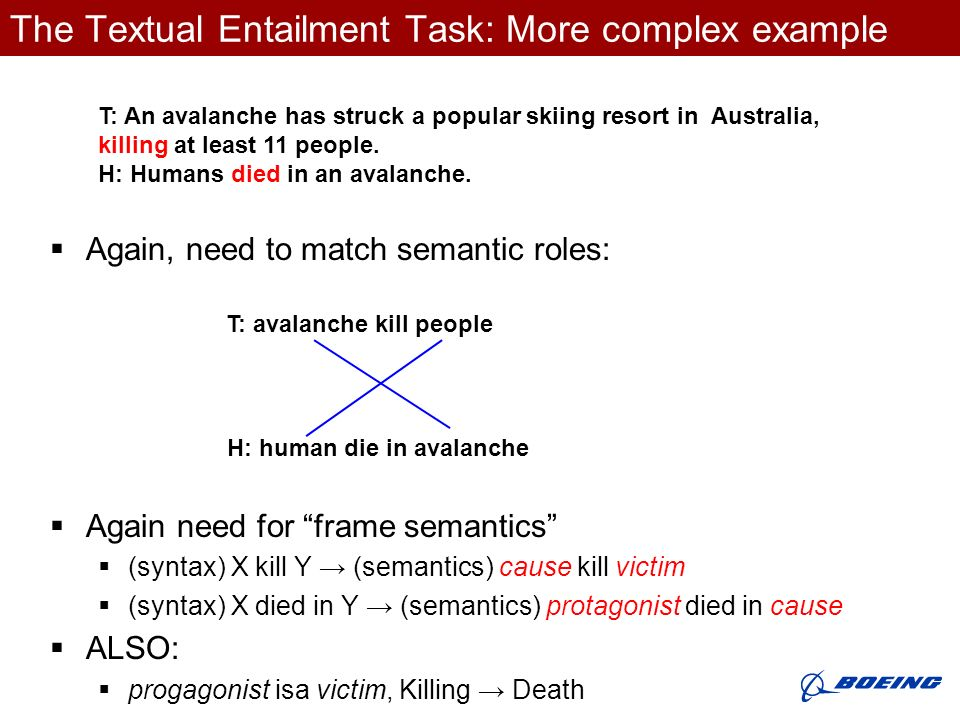 The Textual Entailment Task: More complex example
T: An avalanche has struck a popular skiing resort in Australia,
killing at least 11 people.
H: Humans died in an avalanche.
▪ Again, need to match semantic roles:
T: avalanche kill people
H: human die in avalanche
▪ Again need for “frame semantics”
▪ (syntax) X kill Y → (semantics) cause kill victim
▪ (syntax) X died in Y → (semantics) protagonist died in cause
▪ ALSO:
▪ progagonist isa victim, Killing → Death
BOEING